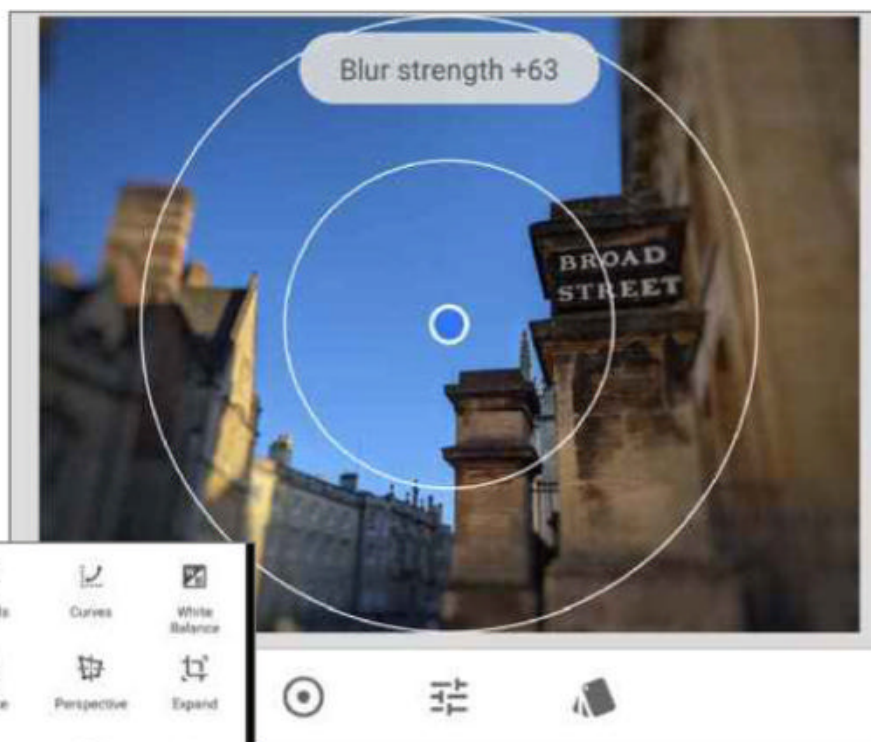 Blur strength +63
BROAD
STREET
Curves
White
Balance
Perspective
Expand